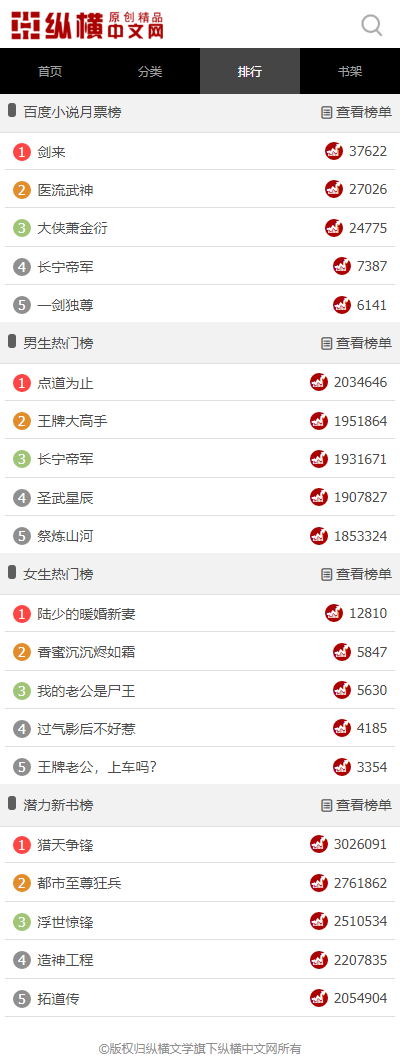 纵横 原创精品
中文网
首页 分类 排行 书架
百度小说月票榜 查看榜单
1 剑来 37622
2 医流武神 27026
3 大侠萧金衍 24775
4 长宁帝军 7387
5 一剑独尊 6141
男生热门榜 查看榜单
1 点道为止 2034646
2 王牌大高手 1951864
3 长宁帝军 1931671
4 圣武星辰 1907827
5 祭炼山河 1853324
女生热门榜 查看榜单
1 陆少的暖婚新妻 12810
2 香蜜沉沉烬如霜 5847
3 我的老公是尸王 5630
4 过气影后不好惹 4185
5 王牌老公，上车吗? 3354
潜力新书榜 查看榜单
1 猎天争锋 3026091
2 都市至尊狂兵 2761862
3 浮世惊锋 2510534
4 造神工程 2207835
5 拓道传 2054904
©版权归纵横文学旗下纵横中文网所有